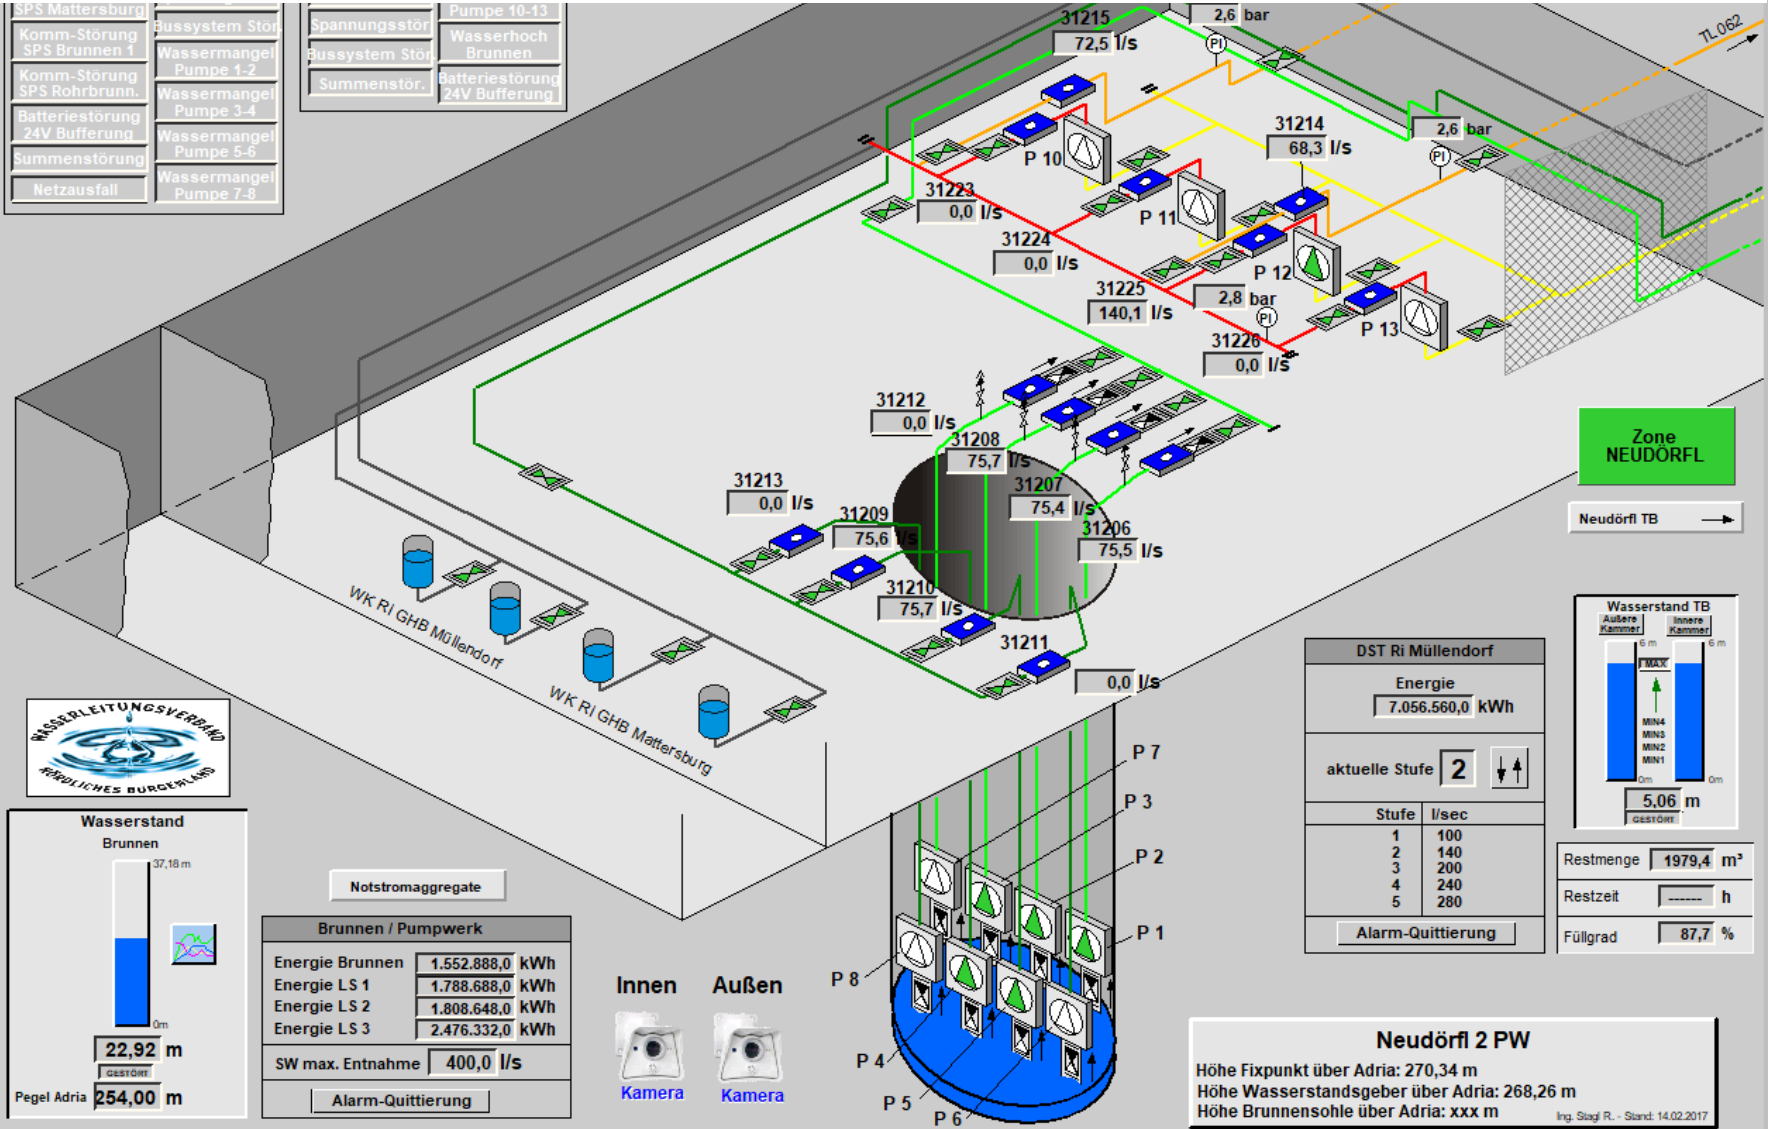 SPS Mattersburg
Komm-Störung
SPS Brunnen 1
Komm-Störung
SPS Rohrbrunn.
Batteriestörung
24V Bufferung
Summenstörung
Netzausfall
Bussystem Stör.
Wassermangel
Pumpe 1-2
Wassermangel
Pumpe 3-4
Wassermangel
Pumpe 5-6
Wassermangel
Pumpe 7-8
Spannungsstör.
Bussystem Stör.
Summenstör.
Pumpe 10-13
Wasserhoch
Brunnen
Batteriestörung
24V Bufferung
31215
72,5 l/s
2,6 bar
PI
TL062
31214
68,3 l/s
2,6 bar
PI
P 10
P 11
P 12
P 13
31223
0,0 l/s
31224
0,0 l/s
31225
140,1 l/s
2,8 bar
PI
31226
0,0 l/s
31212
0,0 l/s
31208
75,7 l/s
31207
75,4 l/s
31206
75,5 l/s
31213
0,0 l/s
31209
75,6 l/s
31210
75,7 l/s
31211
0,0 l/s
WK RI GHB Müllendorf
WK RI GHB Mattersburg
Zone
NEUDÖRFL
Neudörfl TB
Wasserstand TB
Äußere
Kammer
Innere
Kammer
6 m
6 m
MAX
MIN4
MIN3
MIN2
MIN1
0m
0m
5,06 m
GESTÖRT
Restmenge 1979,4 m³
Restzeit ------ h
Füllgrad 87,7 %
DST Ri Müllendorf
Energie
7.056.560,0 kWh
aktuelle Stufe 2
Stufe l/sec
1 100
2 140
3 200
4 240
5 280
Alarm-Quittierung
WASSERLEITUNGSVERBAND
NÖRDLICHES BURGENLAND
Wasserstand
Brunnen
37,18 m
0m
22,92 m
GESTÖRT
Pegel Adria 254,00 m
Notstromaggregate
Brunnen / Pumpwerk
Energie Brunnen 1.552.888,0 kWh
Energie LS 1 1.788.688,0 kWh
Energie LS 2 1.808.648,0 kWh
Energie LS 3 2.476.332,0 kWh
SW max. Entnahme 400,0 l/s
Alarm-Quittierung
Innen
Außen
Kamera
Kamera
P 7
P 3
P 2
P 1
P 8
P 4
P 5
P 6
Neudörfl 2 PW
Höhe Fixpunkt über Adria: 270,34 m
Höhe Wasserstandsgeber über Adria: 268,26 m
Höhe Brunnensohle über Adria: xxx m
Ing. Stagl R. - Stand: 14.02.2017